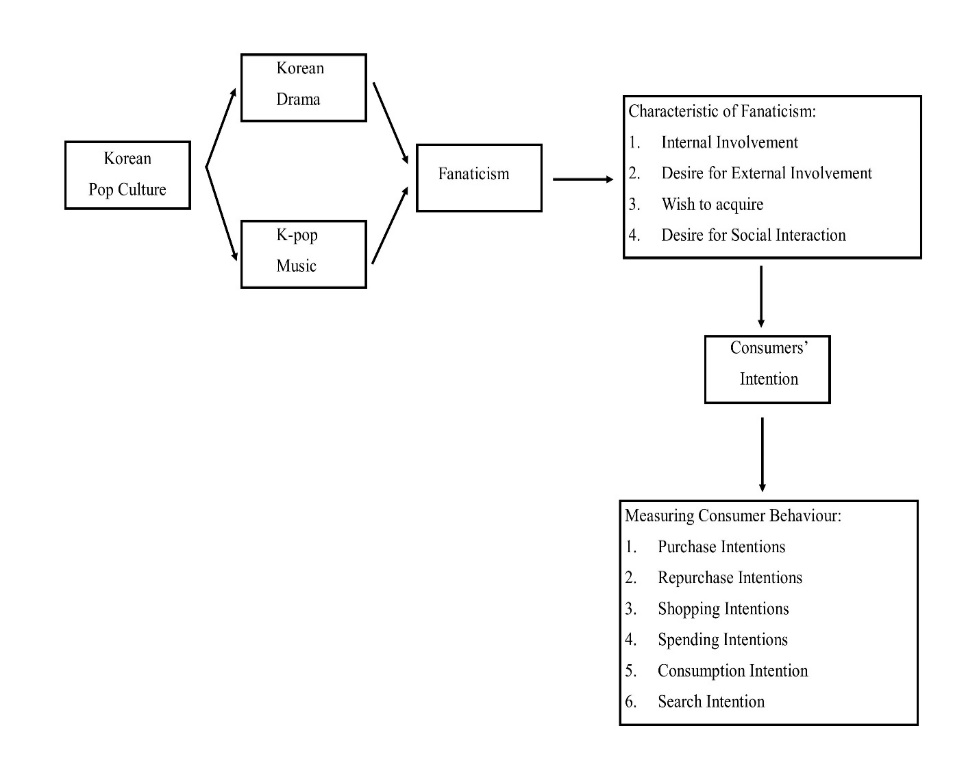 Korean
Pop Culture
Korean
Drama
K-pop
Music
Fanaticism
Characteristic of Fanaticism:
1. Internal Involvement
2. Desire for External Involvement
3. Wish to acquire
4. Desire for Social Interaction
Consumers’
Intention
Measuring Consumer Behaviour:
1. Purchase Intentions
2. Repurchase Intentions
3. Shopping Intentions
4. Spending Intentions
5. Consumption Intention
6. Search Intention